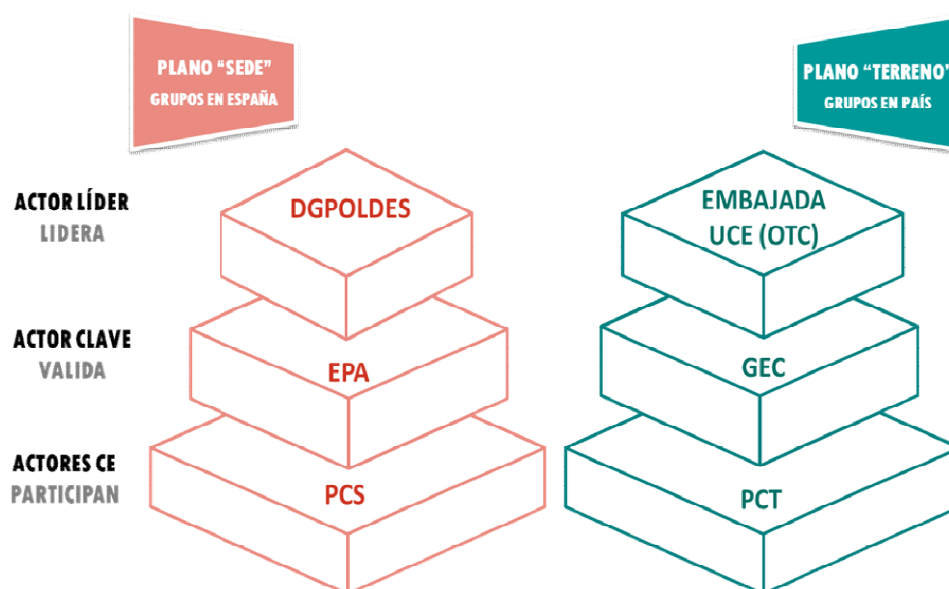 PLANO “SEDE”
GRUPOS EN ESPAÑA
PLANO “TERRENO”
GRUPOS EN PAÍS
ACTOR LÍDER
LIDERA
DGPOLDES
EMBAJADA
UCE (OTC)
ACTOR CLAVE
VALIDA
EPA
GEC
ACTORES CE
PARTICIPAN
PCS
PCT